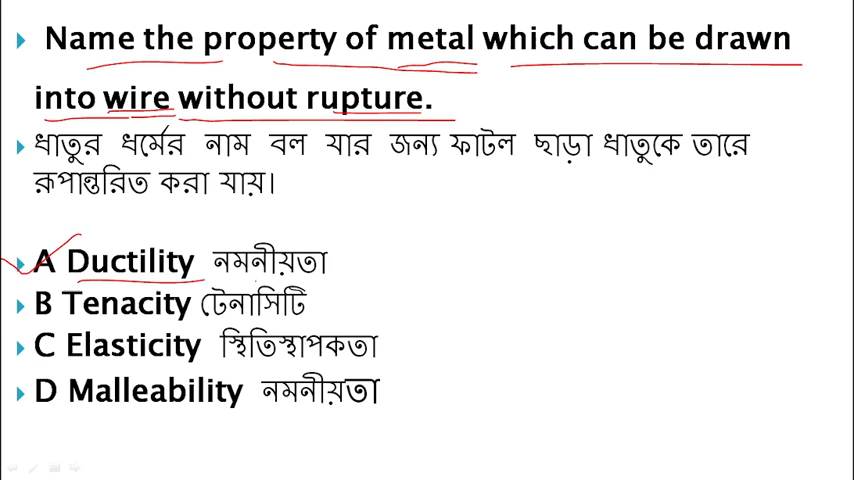 Name the property of metal which can be drawn
into wire without rupture.
ধাতুর ধর্মের নাম বল যার জন্য ফাটল ছাড়া ধাতুকে তারে
রূপান্তরিত করা যায়।
A Ductility নমনীয়তা
B Tenacity টেনাসিটি
C Elasticity স্থিতিস্থাপকতা
D Malleability নমনীয়তা